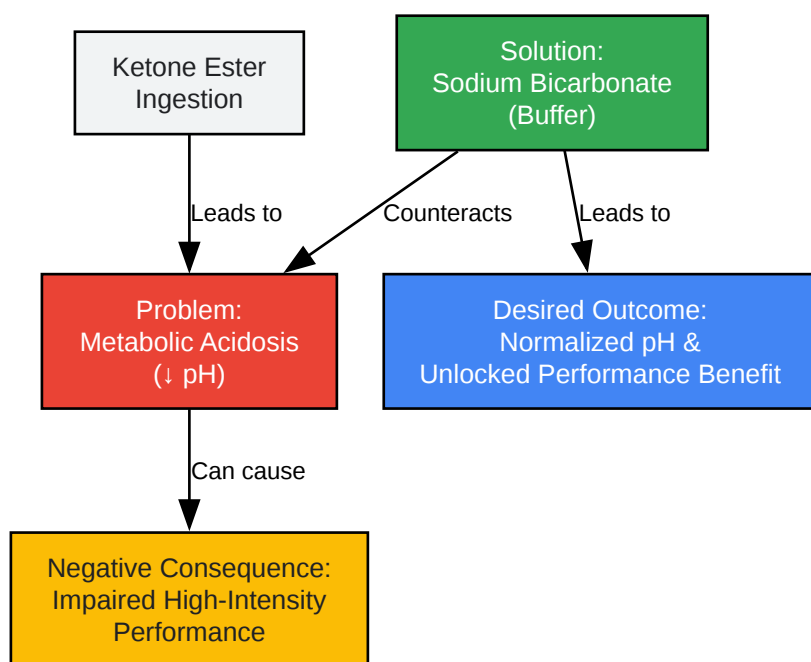 Ketone Ester
Ingestion
Solution:
Sodium Bicarbonate
(Buffer)
Leads to
Counteracts
Leads to
Problem:
Metabolic Acidosis
(↓ pH)
Desired Outcome:
Normalized pH &
Unlocked Performance Benefit
Can cause
Negative Consequence:
Impaired High-Intensity
Performance